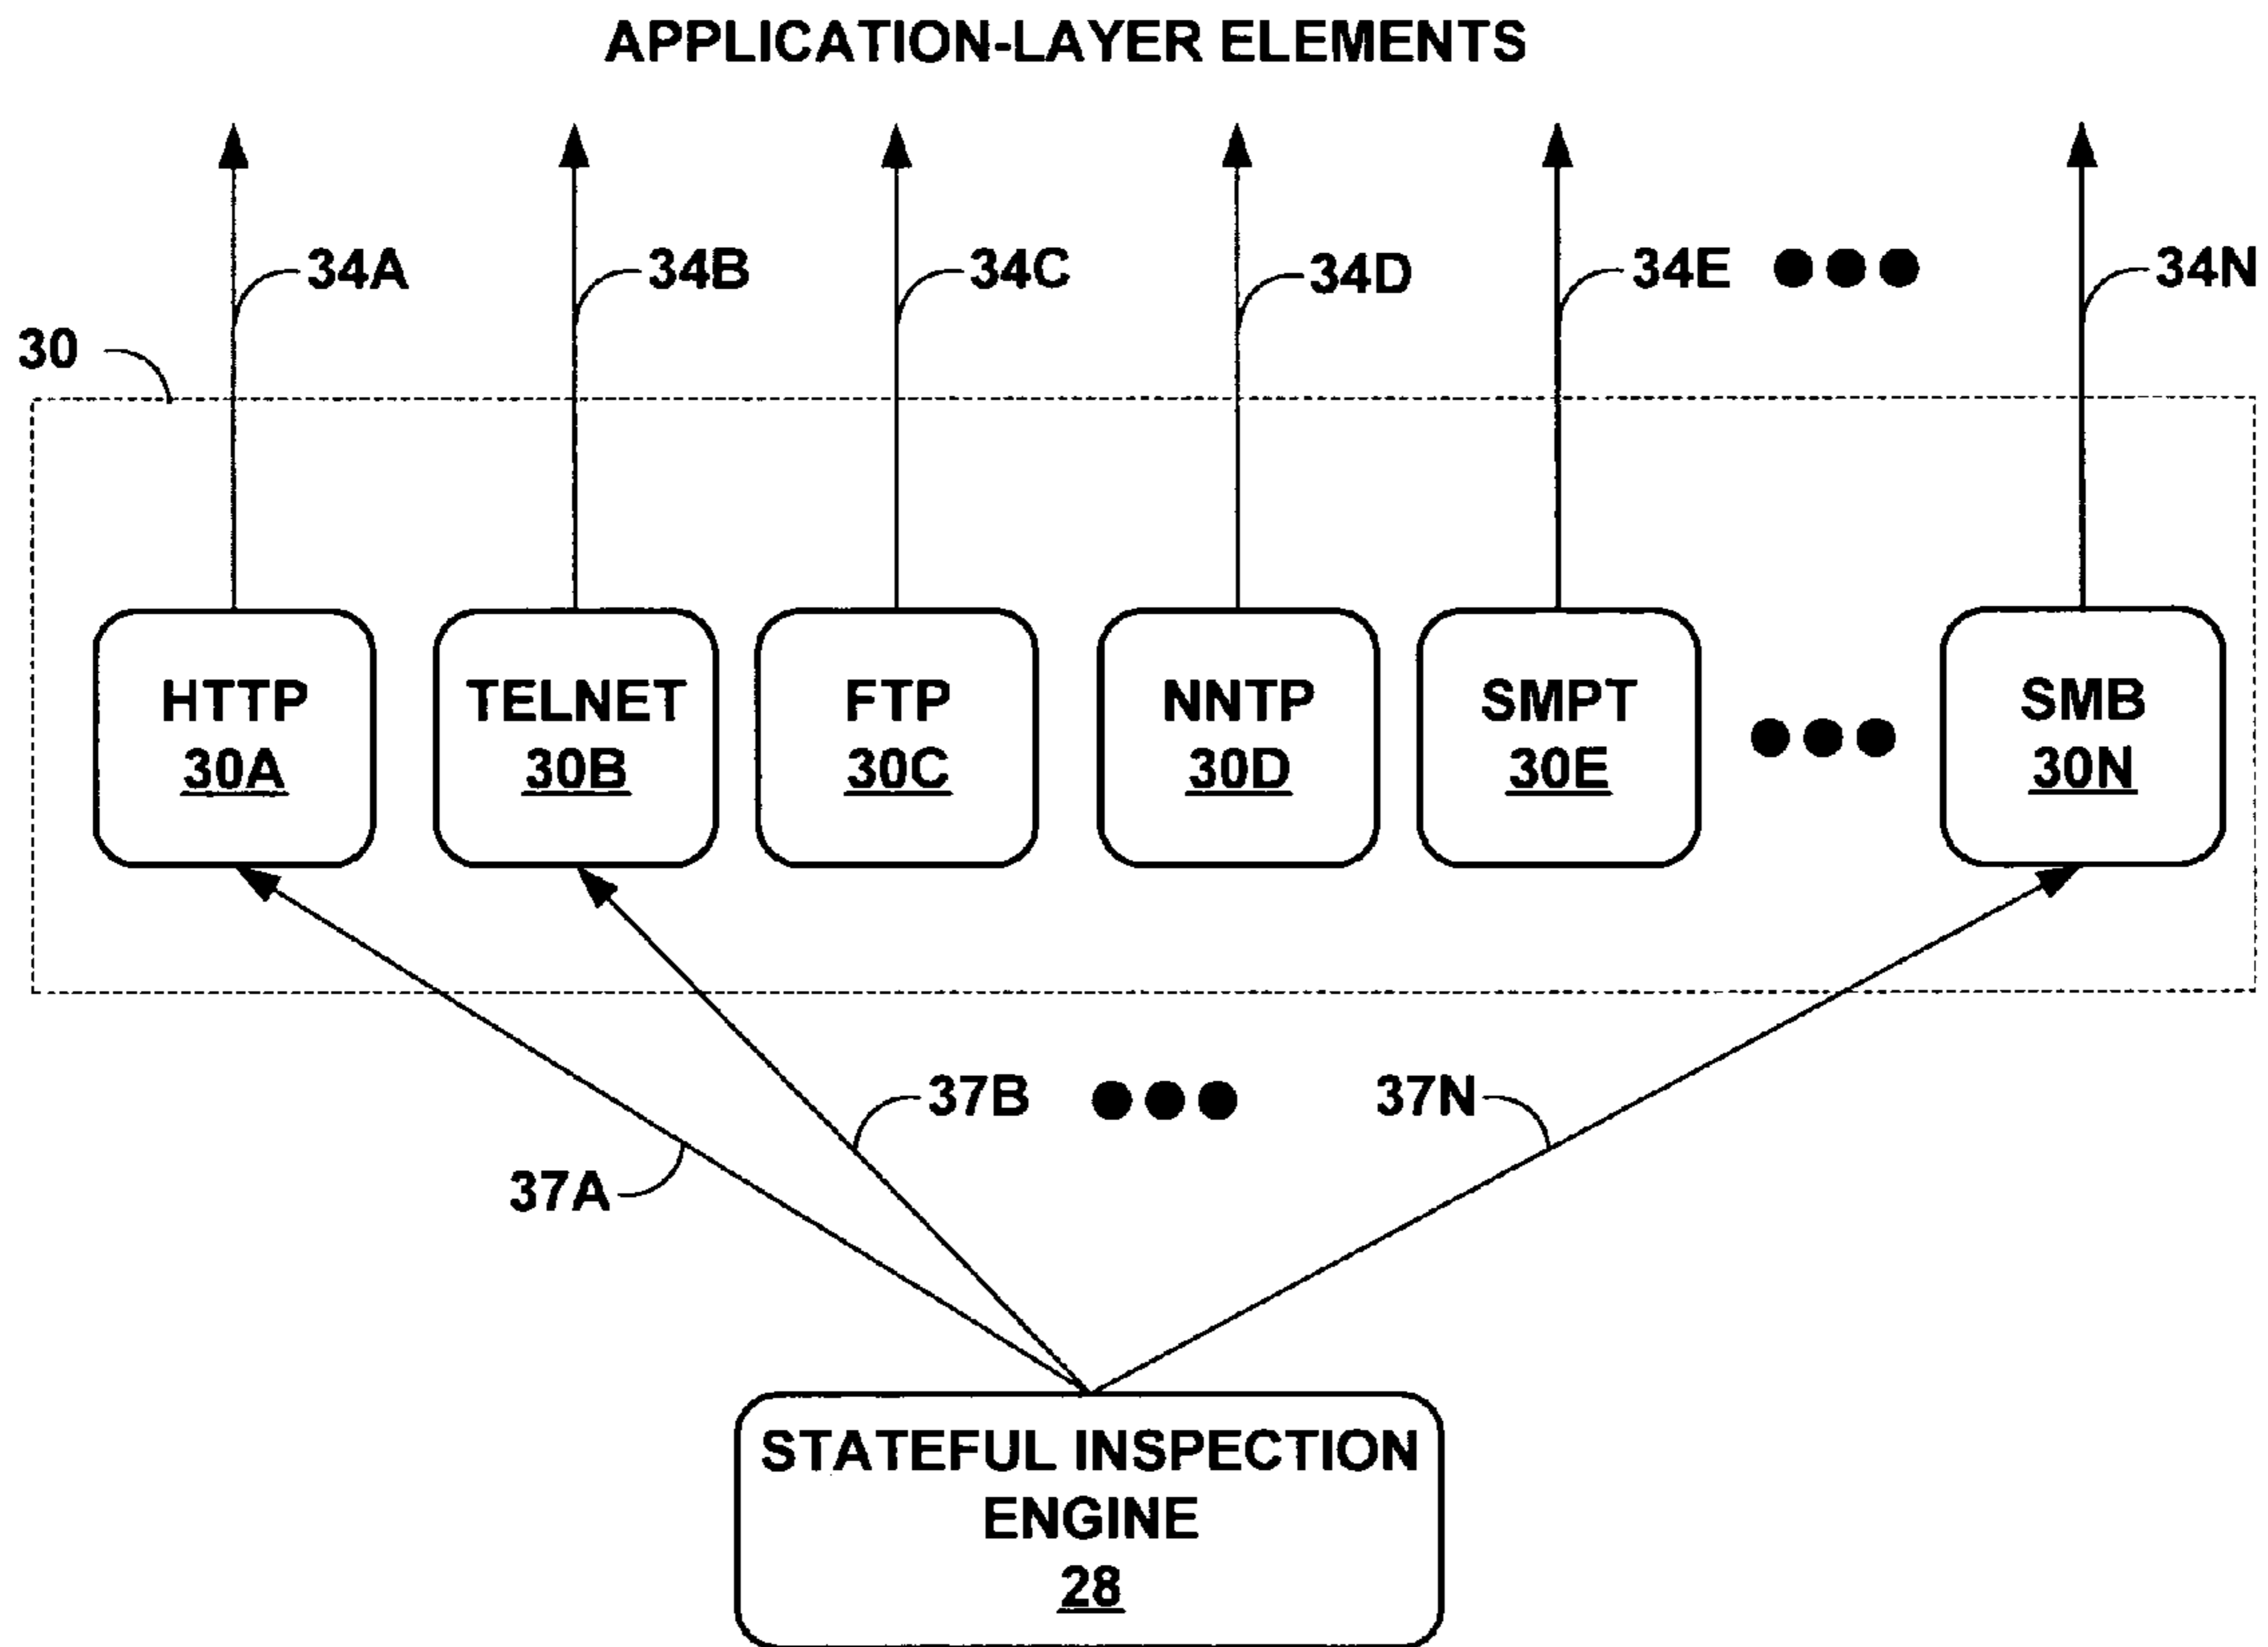 APPLICATION-LAYER ELEMENTS
34A
34B
34C
34D
34E
34N
30
HTTP
30A
TELNET
30B
FTP
30C
NNTP
30D
SMPT
30E
SMB
30N
37B
37N
37A
STATEFUL INSPECTION
ENGINE
28